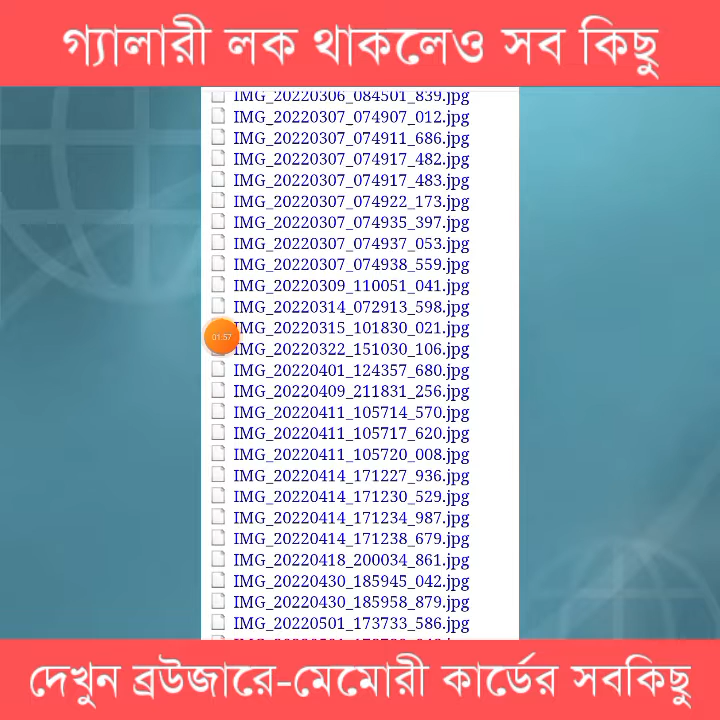 গ্যালারী লক থাকলেও সব কিছু
IMG_20220306_084501_839.jpg
IMG_20220307_074907_012.jpg
IMG_20220307_074911_686.jpg
IMG_20220307_074917_482.jpg
IMG_20220307_074917_483.jpg
IMG_20220307_074922_173.jpg
IMG_20220307_074935_397.jpg
IMG_20220307_074937_053.jpg
IMG_20220307_074938_559.jpg
IMG_20220309_110051_041.jpg
IMG_20220314_072913_598.jpg
IMG_20220315_101830_021.jpg
01:57
IMG_20220322_151030_106.jpg
IMG_20220401_124357_680.jpg
IMG_20220409_211831_256.jpg
IMG_20220411_105714_570.jpg
IMG_20220411_105717_620.jpg
IMG_20220411_105720_008.jpg
IMG_20220414_171227_936.jpg
IMG_20220414_171230_529.jpg
IMG_20220414_171234_987.jpg
IMG_20220414_171238_679.jpg
IMG_20220418_200034_861.jpg
IMG_20220430_185945_042.jpg
IMG_20220430_185958_879.jpg
IMG_20220501_173733_586.jpg
দেখুন ব্রউজারে-মেমোরী কার্ডের সবকিছু